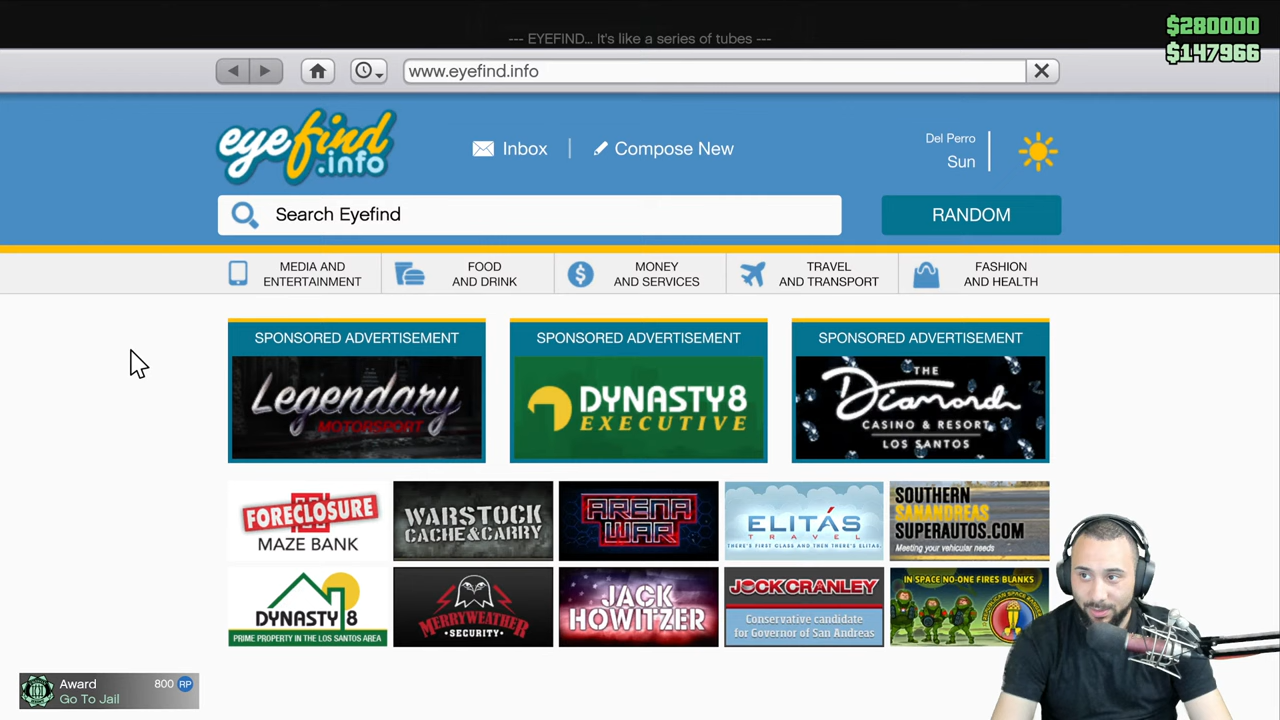 --- EYEFIND... It's like a series of tubes ---
$280000
$147966
www.eyefind.info
eyefind
.info
Inbox
Compose New
Del Perro
Sun
Search Eyefind
RANDOM
MEDIA AND
ENTERTAINMENT
FOOD
AND DRINK
MONEY
AND SERVICES
TRAVEL
AND TRANSPORT
FASHION
AND HEALTH
SPONSORED ADVERTISEMENT
Legendary
MOTORSPORT
SPONSORED ADVERTISEMENT
DYNASTY8
EXECUTIVE
SPONSORED ADVERTISEMENT
THE
Diamond
CASINO & RESORT
LOS SANTOS
FORECLOSURE
MAZE BANK
WARSTOCK
CACHE&CARRY
ARENA
WAR
ELITÁS
TRAVEL
THERE'S FIRST CLASS AND THEN THERE'S ELITAS.
SOUTHERN
SANANDREAS
SUPERAUTOS.COM
Meeting your vehicular needs
DYNASTY8
PRIME PROPERTY IN THE LOS SANTOS AREA
MERRYWEATHER
SECURITY
JACK
HOWITZER
JOCK CRANLEY
Conservative candidate
for Governor of San Andreas
IN SPACE NO-ONE FIRES BLANKS
Award
800 RP
Go To Jail